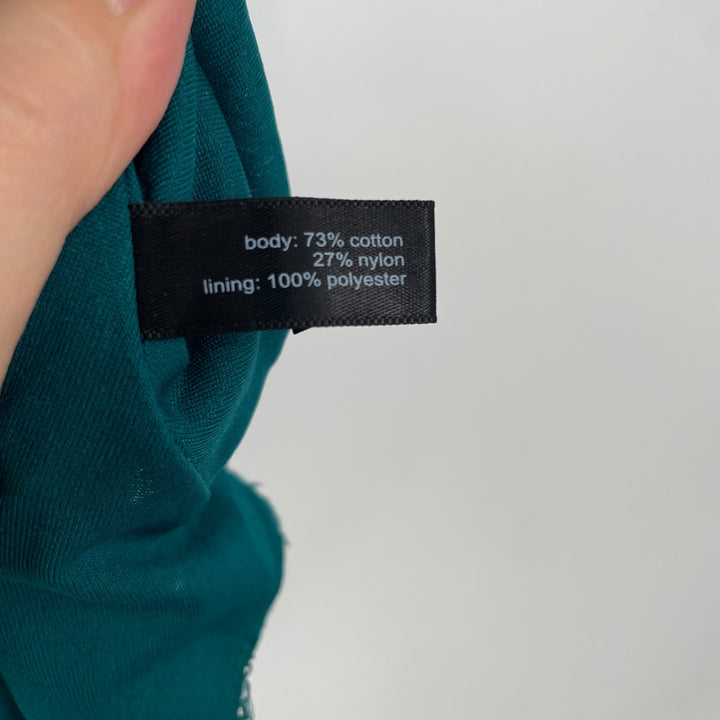 body: 73% cotton
27% nylon
lining: 100% polyester